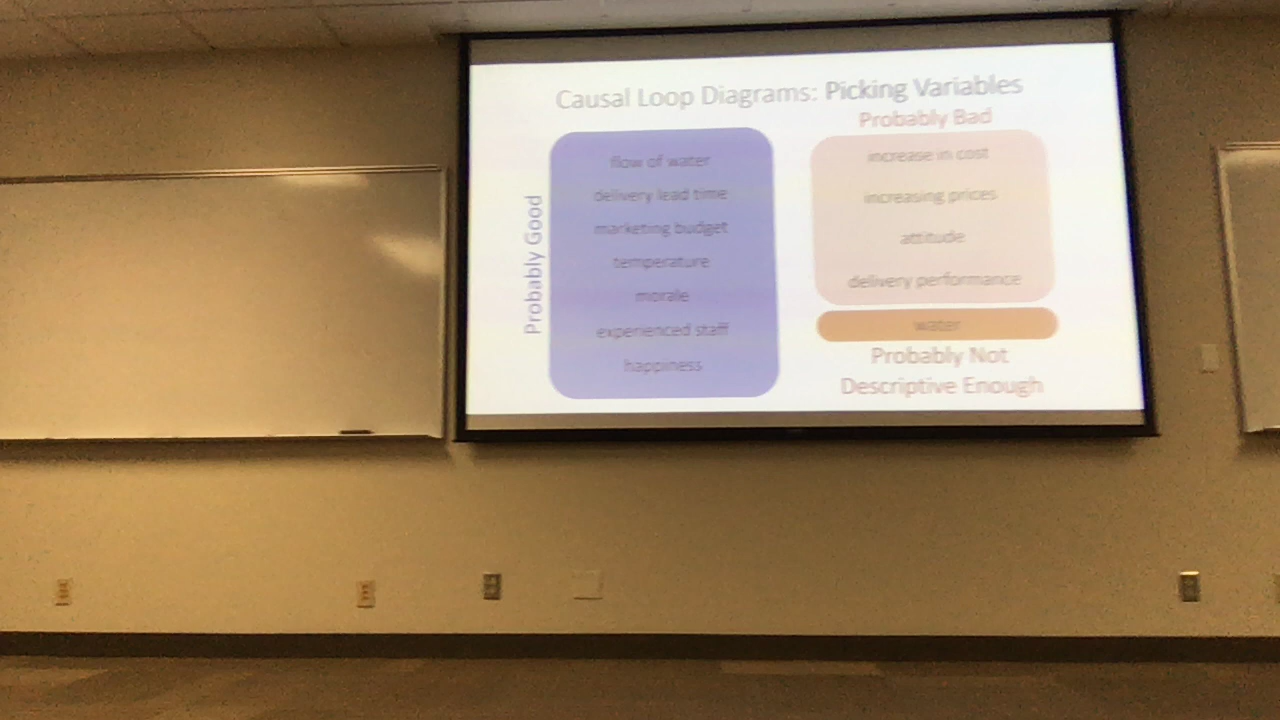 Causal Loop Diagrams: Picking Variables
Probably Good
flow of water
delivery lead time
marketing budget
temperature
morale
experienced staff
happiness
Probably Bad
increase in cost
increasing prices
attitude
delivery performance
water
Probably Not
Descriptive Enough